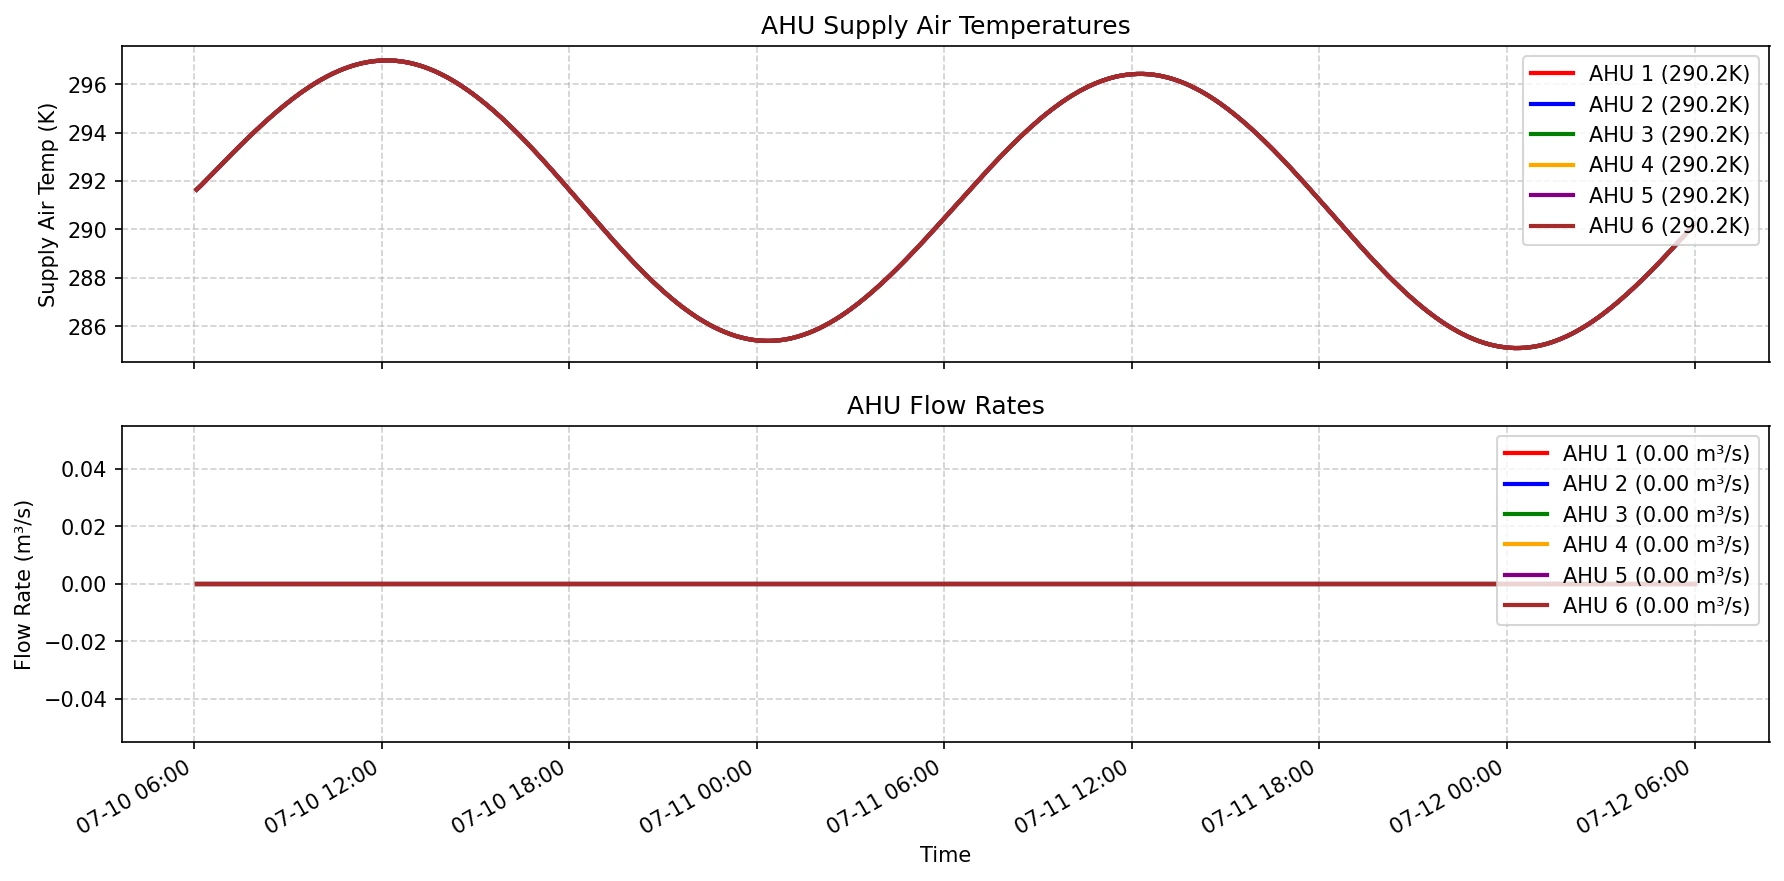 AHU Supply Air Temperatures
Supply Air Temp (K)
296
294
292
290
288
286
AHU 1 (290.2K)
AHU 2 (290.2K)
AHU 3 (290.2K)
AHU 4 (290.2K)
AHU 5 (290.2K)
AHU 6 (290.2K)
AHU Flow Rates
Flow Rate (m³/s)
0.04
0.02
0.00
−0.02
−0.04
AHU 1 (0.00 m³/s)
AHU 2 (0.00 m³/s)
AHU 3 (0.00 m³/s)
AHU 4 (0.00 m³/s)
AHU 5 (0.00 m³/s)
AHU 6 (0.00 m³/s)
07-10 06:00
07-10 12:00
07-10 18:00
07-11 00:00
07-11 06:00
07-11 12:00
07-11 18:00
07-12 00:00
07-12 06:00
Time